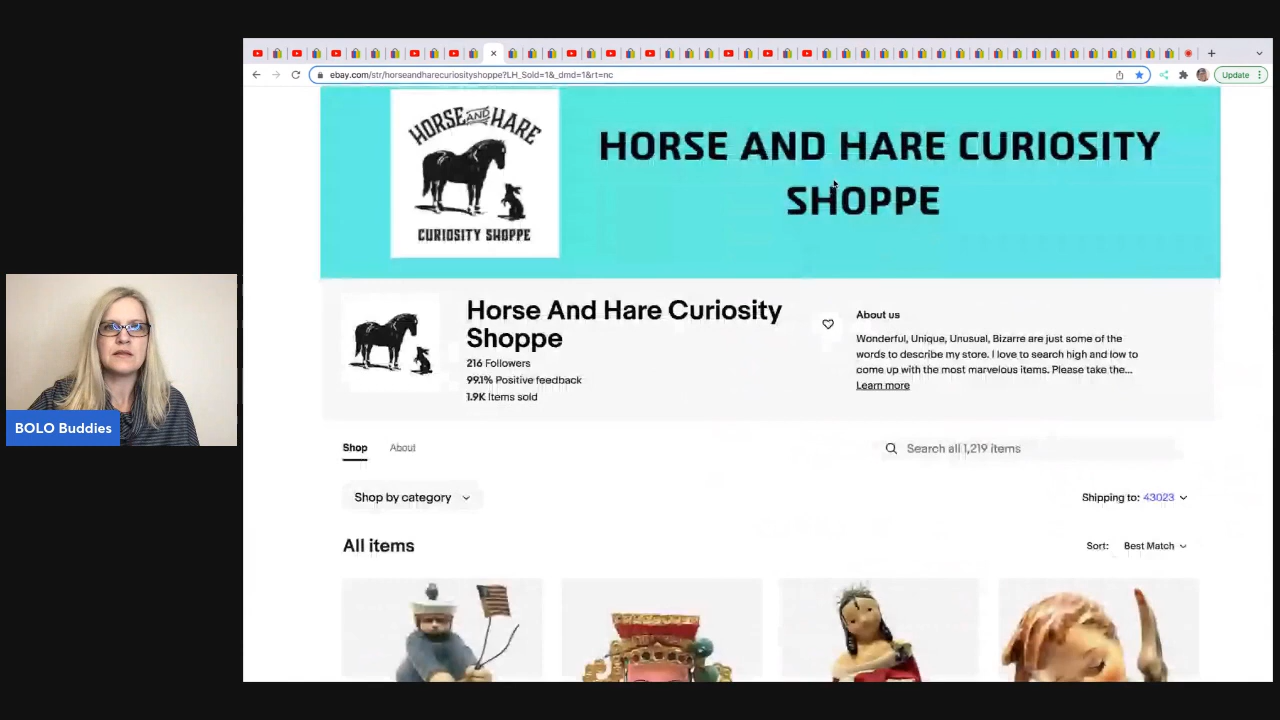 ebay.com/str/horseandharecuriosityshoppe?LH_Sold=1&_dmd=1&rt=nc
Update
HORSE AND HARE
CURIOSITY SHOPPE
HORSE AND HARE CURIOSITY
SHOPPE
Horse And Hare Curiosity
Shoppe
216 Followers
99.1% Positive feedback
1.9K Items sold
About us
Wonderful, Unique, Unusual, Bizarre are just some of the
words to describe my store. I love to search high and low to
come up with the most marvelous items. Please take the...
Learn more
BOLO Buddies
Shop
About
Search all 1,219 items
Shop by category
Shipping to: 43023
All items
Sort: Best Match